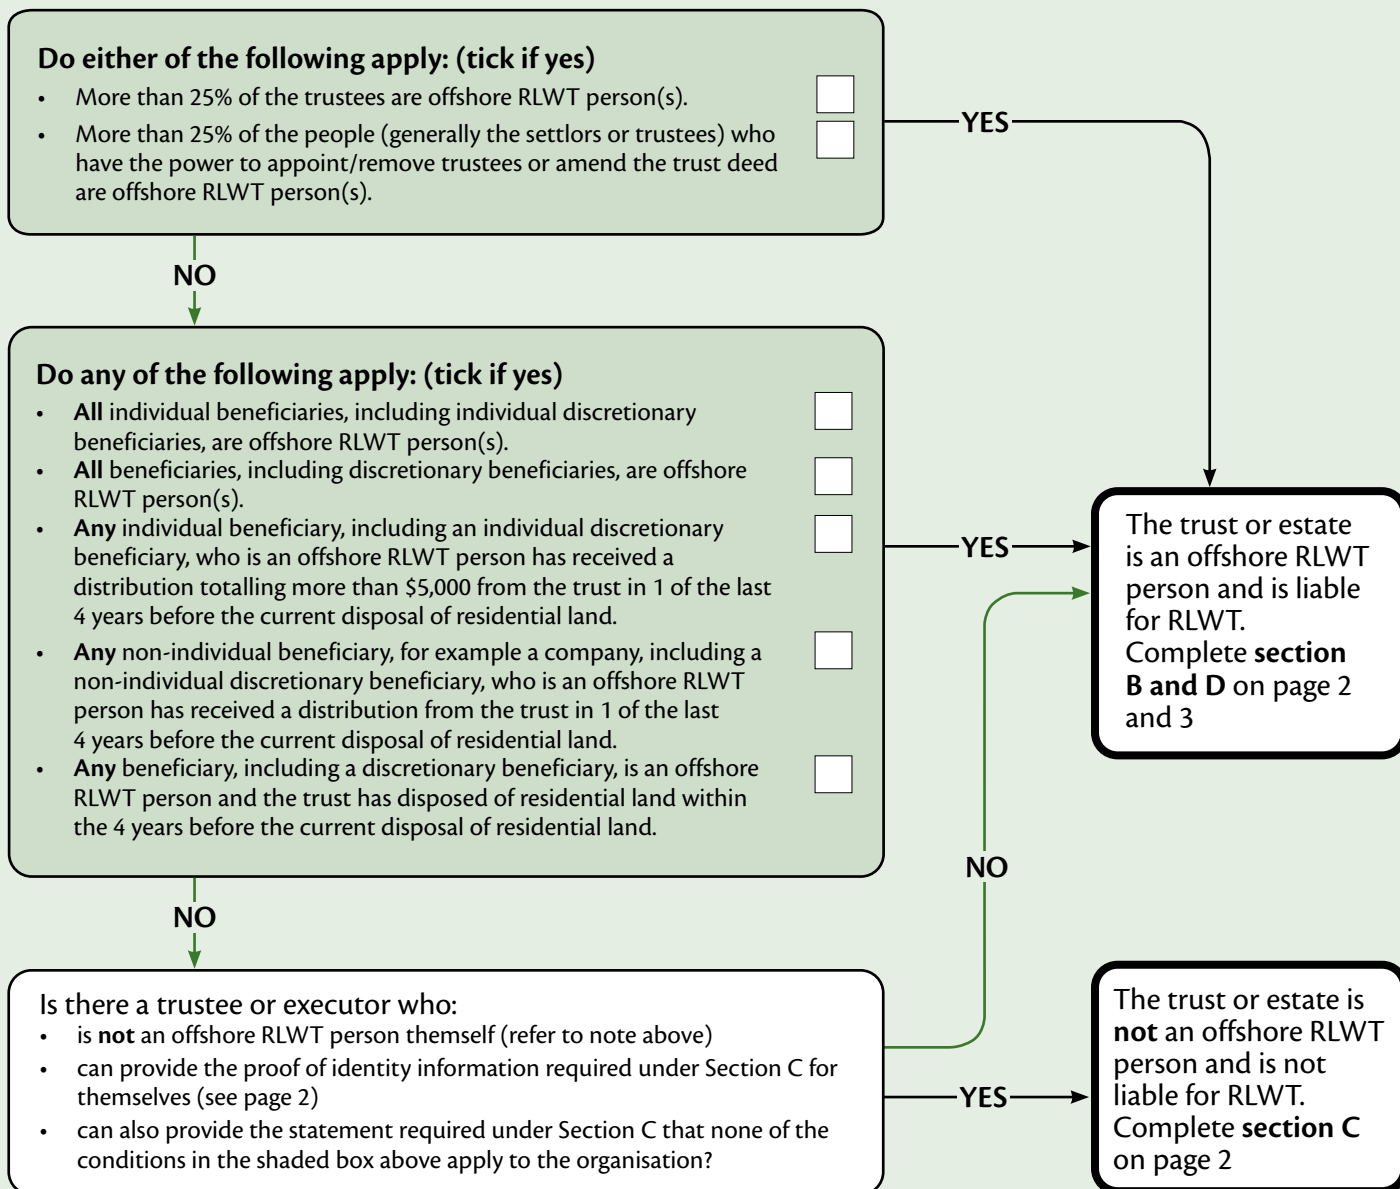 Do either of the following apply: (tick if yes)
• More than 25% of the trustees are offshore RLWT person(s).
• More than 25% of the people (generally the settlors or trustees) who
have the power to appoint/remove trustees or amend the trust deed
are offshore RLWT person(s).
YES
NO
Do any of the following apply: (tick if yes)
• All individual beneficiaries, including individual discretionary
beneficiaries, are offshore RLWT person(s).
• All beneficiaries, including discretionary beneficiaries, are offshore
RLWT person(s).
• Any individual beneficiary, including an individual discretionary
beneficiary, who is an offshore RLWT person has received a
distribution totalling more than $5,000 from the trust in 1 of the last
4 years before the current disposal of residential land.
• Any non-individual beneficiary, for example a company, including a
non-individual discretionary beneficiary, who is an offshore RLWT
person has received a distribution from the trust in 1 of the last
4 years before the current disposal of residential land.
• Any beneficiary, including a discretionary beneficiary, is an offshore
RLWT person and the trust has disposed of residential land within
the 4 years before the current disposal of residential land.
YES
The trust or estate
is an offshore RLWT
person and is liable
for RLWT.
Complete section
B and D on page 2
and 3
NO
NO
Is there a trustee or executor who:
• is not an offshore RLWT person themself (refer to note above)
• can provide the proof of identity information required under Section C for
themselves (see page 2)
• can also provide the statement required under Section C that none of the
conditions in the shaded box above apply to the organisation?
YES
The trust or estate is
not an offshore RLWT
person and is not
liable for RLWT.
Complete section C
on page 2